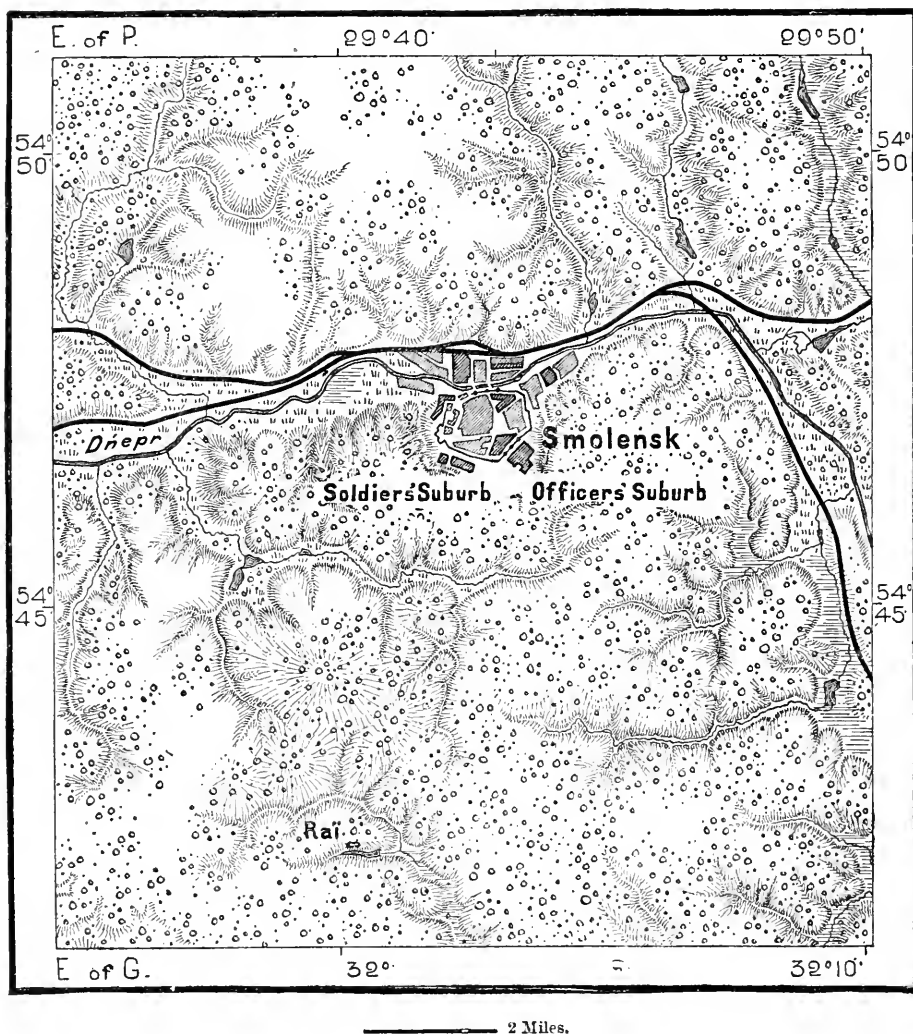 E. of P. 29°40' 29°50'
54°
50'
54°
50'
Dńepr
Smolensk
Soldiers' Suburb Officers' Suburb
54°
45'
54°
45'
Raï
E of G. 32° 32°10'
2 Miles.